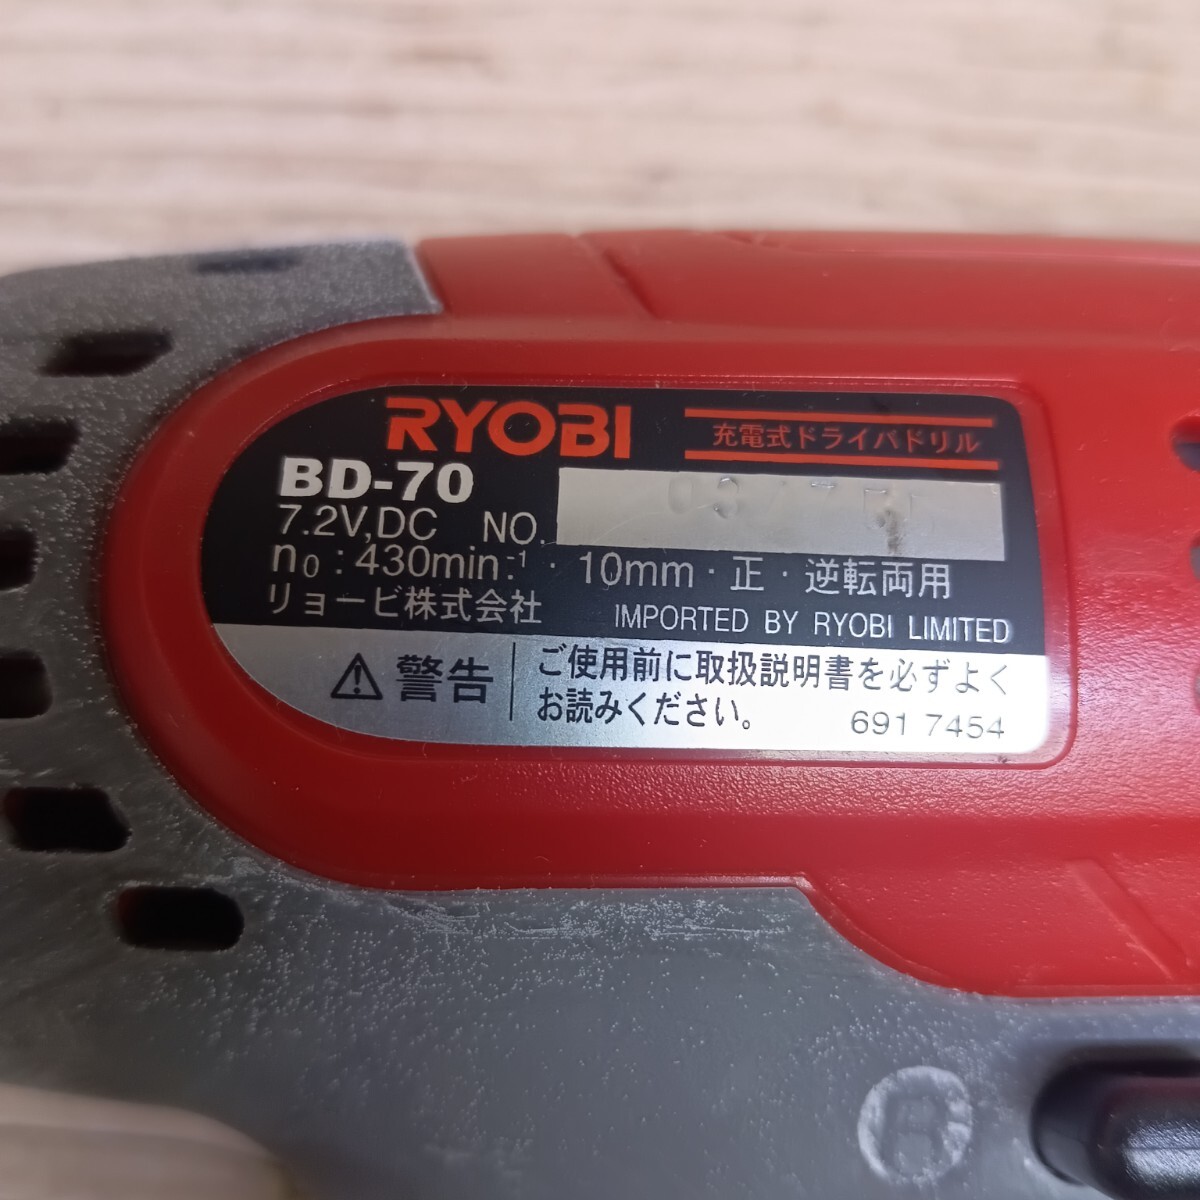 RYOBI
充電式ドライバドリル
BD-70
7.2V,DC NO.
n₀ : 430min⁻¹ · 10mm · 正 · 逆転両用
リョービ株式会社 IMPORTED BY RYOBI LIMITED
⚠ 警告
ご使用前に取扱説明書を必ずよく
お読みください。
691 7454
R